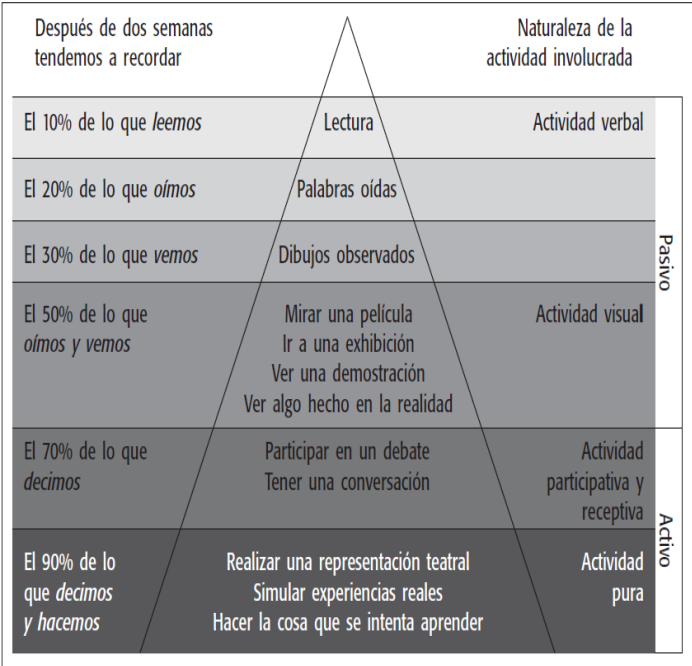 Después de dos semanas
tendemos a recordar
Naturaleza de la
actividad involucrada
El 10% de lo que leemos
Lectura
Actividad verbal
El 20% de lo que oímos
Palabras oídas
El 30% de lo que vemos
Dibujos observados
El 50% de lo que
oímos y vemos
Mirar una película
Ir a una exhibición
Ver una demostración
Ver algo hecho en la realidad
Actividad visual
Pasivo
El 70% de lo que
decimos
Participar en un debate
Tener una conversación
Actividad
participativa y
receptiva
El 90% de lo
que decimos
y hacemos
Realizar una representación teatral
Simular experiencias reales
Hacer la cosa que se intenta aprender
Actividad
pura
Activo